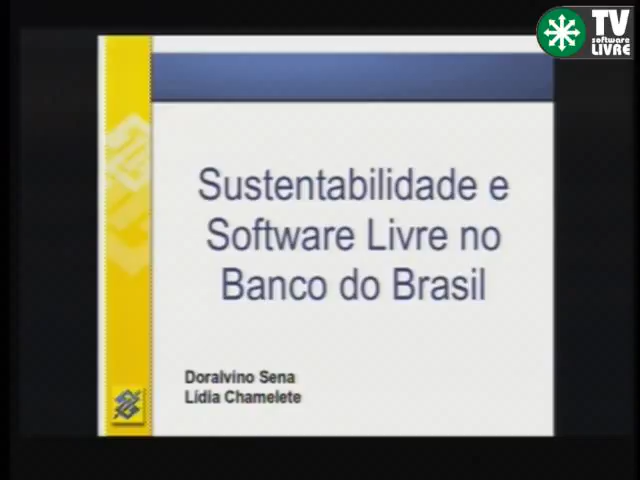 TV
software
LIVRE
Sustentabilidade e
Software Livre no
Banco do Brasil
Doralvino Sena
Lídia Chamelete